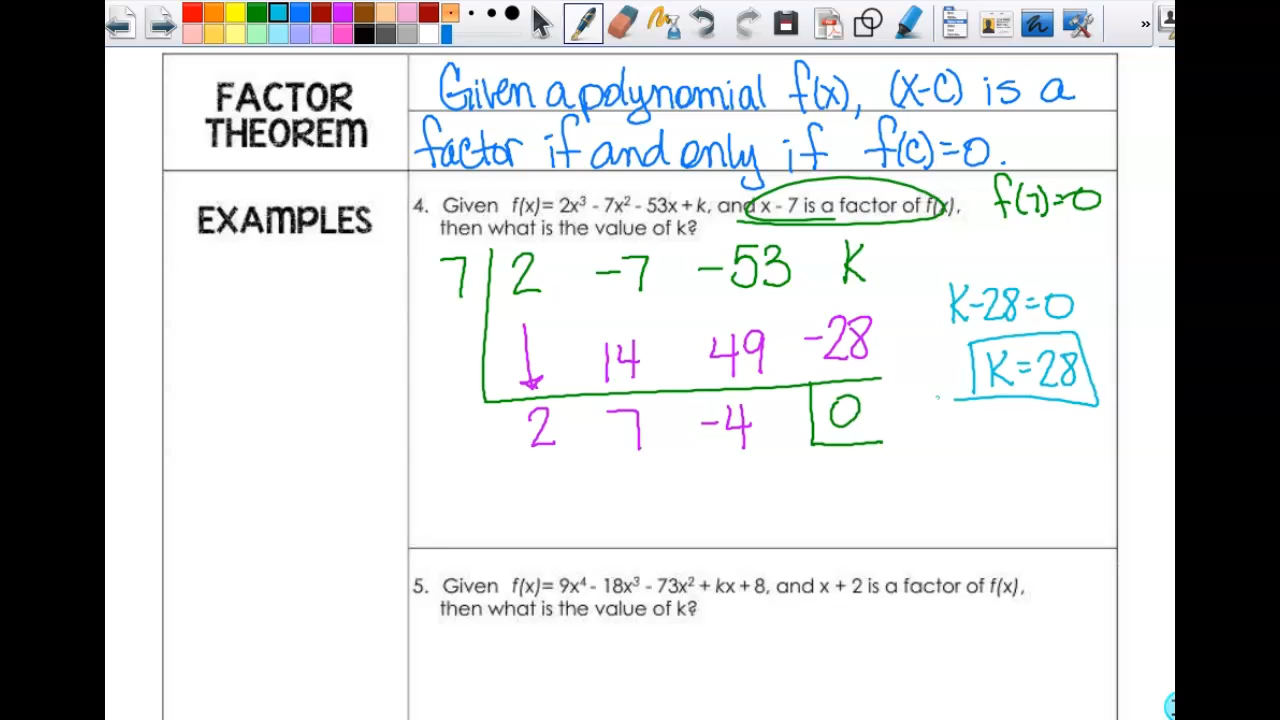 FACTOR
THEOREM
Given a polynomial f(x), (x-c) is a
factor if and only if f(c)=0.
EXAMPLES
4. Given f(x)= 2x³ - 7x² - 53x + k, and x - 7 is a factor of f(x),
then what is the value of k?
f(7)=0
7 2 -7 -53 K
14 49 -28
2 7 -4 0
K-28=0
K=28
5. Given f(x)= 9x⁴ - 18x³ - 73x² + kx + 8, and x + 2 is a factor of f(x),
then what is the value of k?